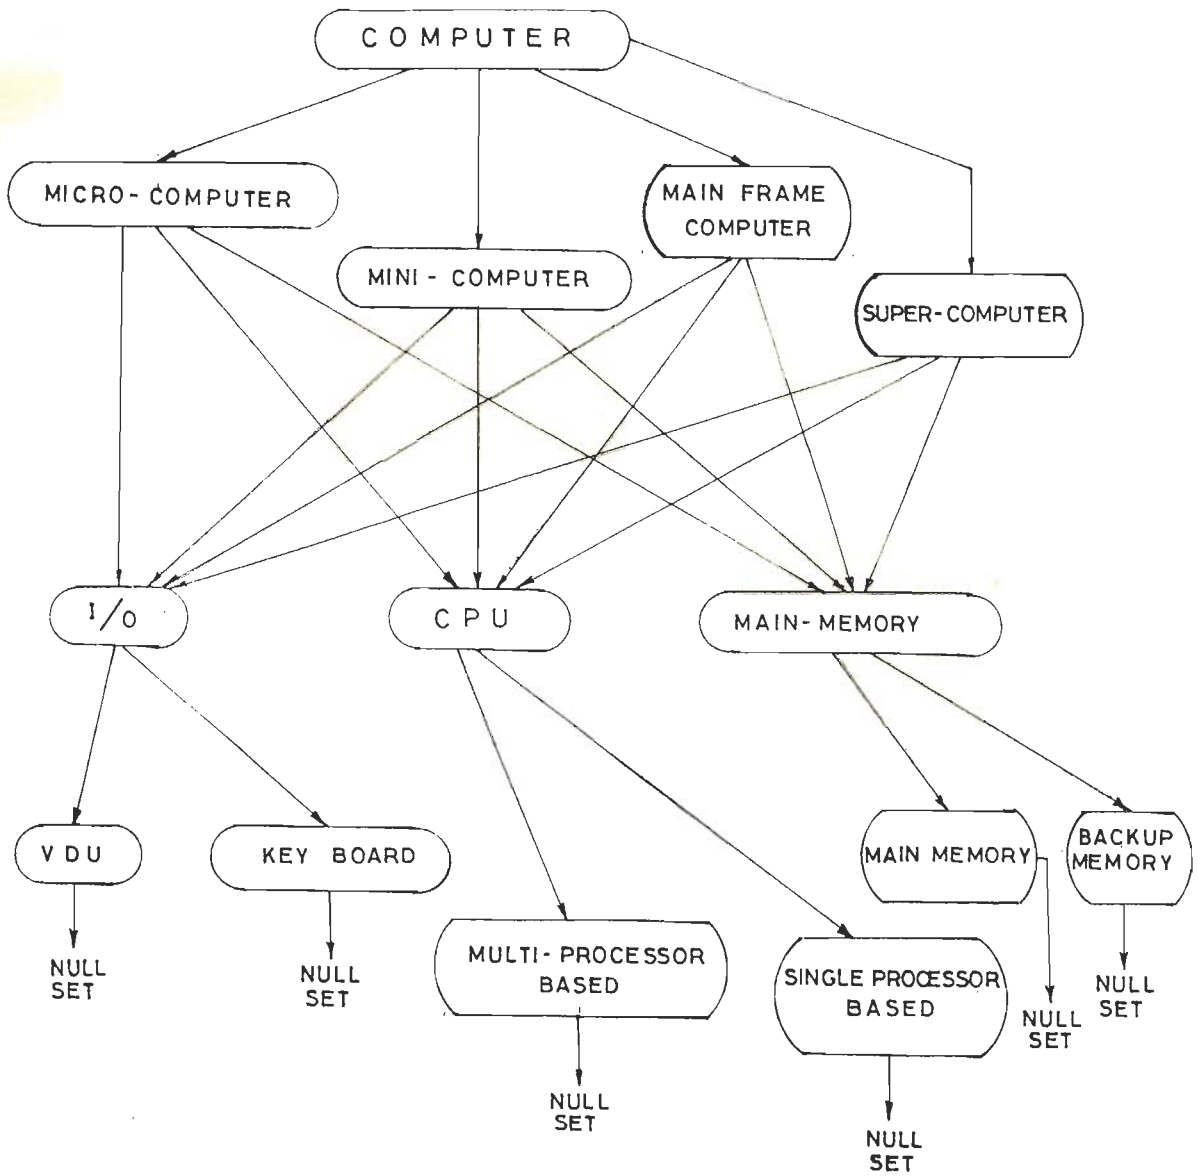 COMPUTER
MICRO-COMPUTER
MAIN FRAME
COMPUTER
MINI-COMPUTER
SUPER-COMPUTER
I/O
CPU
MAIN-MEMORY
VDU
KEY BOARD
MAIN MEMORY
BACKUP
MEMORY
MULTI-PROCESSOR
BASED
SINGLE PROCESSOR
BASED
NULL
SET
NULL
SET
NULL
SET
NULL
SET
NULL
SET
NULL
SET